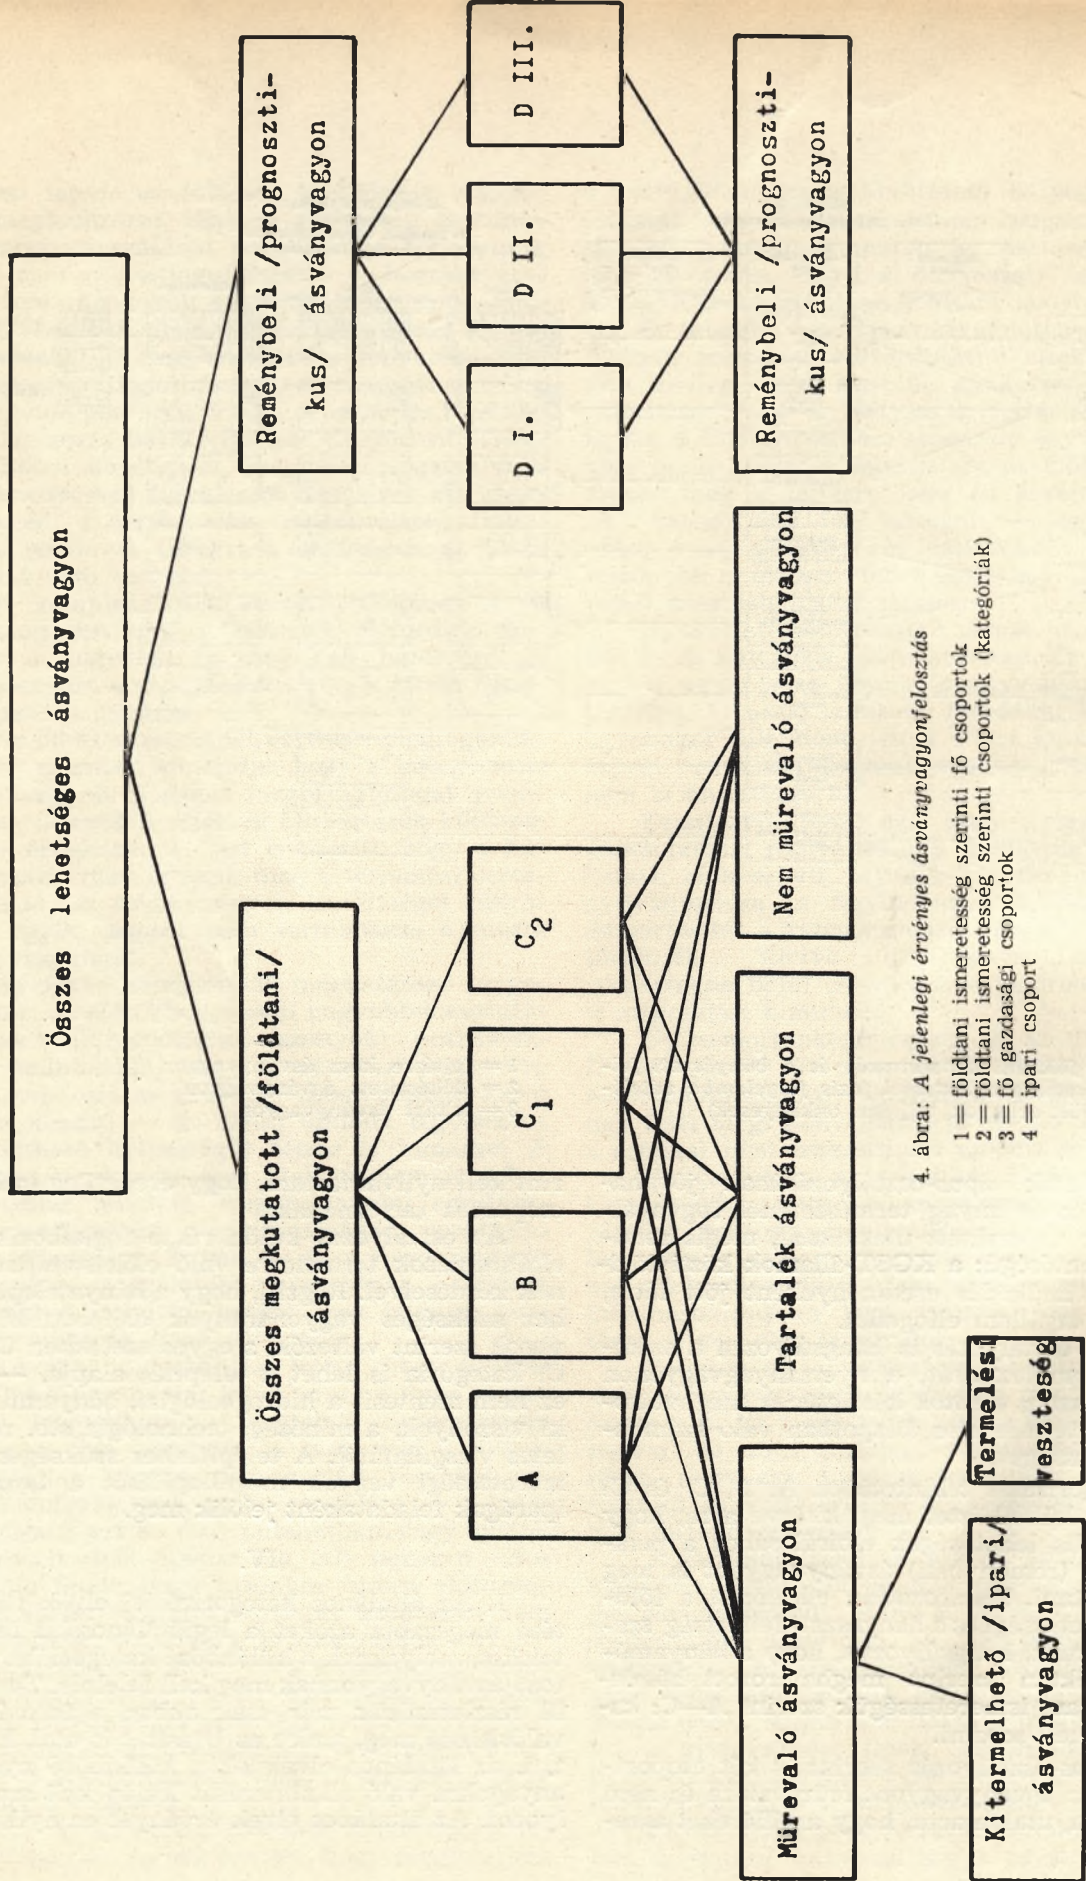 Összes lehetséges ásványvagyon
Összes megkutatott /földtani/
ásványvagyon
Reménybeli /prognoszti-
kus/ ásványvagyon
A
B
C1
C2
D I.
D II.
D III.
Mürevaló ásványvagyon
Tartalék ásványvagyon
Nem mürevaló ásványvagyon
Reménybeli /prognoszti-
kus/ ásványvagyon
Kitermelhető /ipari/
ásványvagyon
Termelési
veszteség
4. ábra: A jelenlegi érvényes ásványvagyonfelosztás
1 = földtani ismeretesség szerinti fő csoportok
2 = földtani ismeretesség szerinti csoportok (kategóriák)
3 = fő gazdasági csoportok
4 = ipari csoport